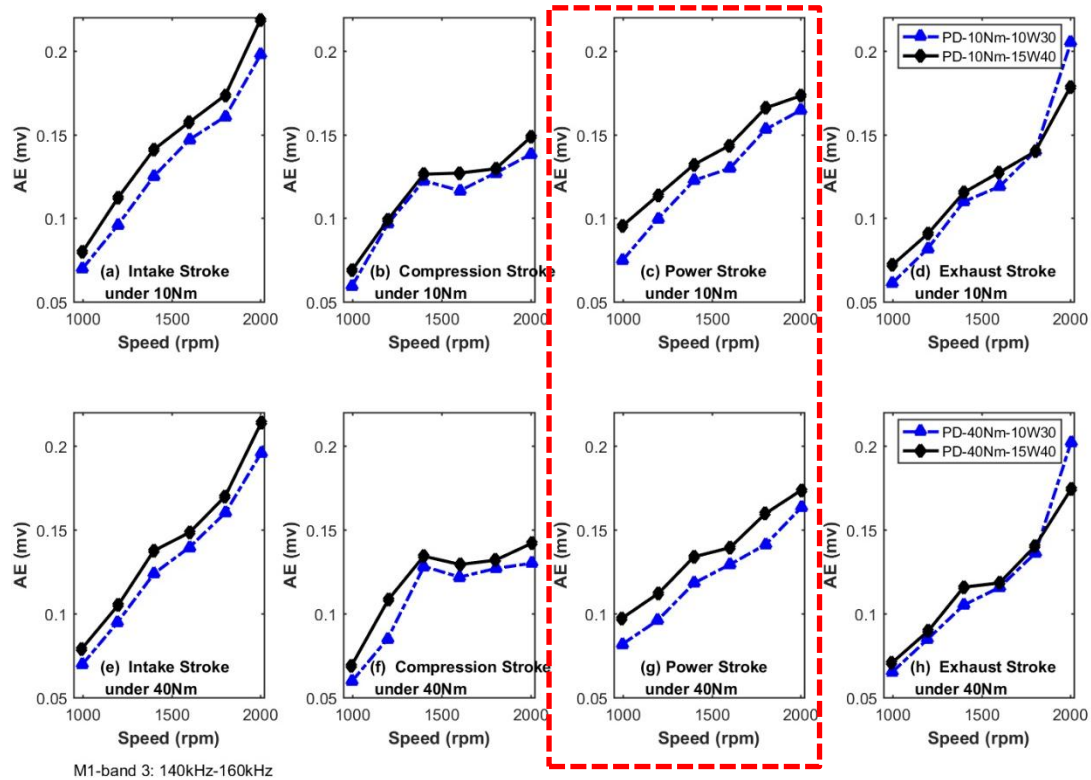 0.2
0.15
0.1
0.05
AE (mv)
(a) Intake Stroke
under 10Nm
1000 1500 2000
Speed (rpm)
0.2
0.15
0.1
0.05
AE (mv)
(b) Compression Stroke
under 10Nm
1000 1500 2000
Speed (rpm)
0.2
0.15
0.1
0.05
AE (mv)
(c) Power Stroke
under 10Nm
1000 1500 2000
Speed (rpm)
PD-10Nm-10W30
PD-10Nm-15W40
0.2
0.15
0.1
0.05
AE (mv)
(d) Exhaust Stroke
under 10Nm
1000 1500 2000
Speed (rpm)
0.2
0.15
0.1
0.05
AE (mv)
(e) Intake Stroke
under 40Nm
1000 1500 2000
Speed (rpm)
0.2
0.15
0.1
0.05
AE (mv)
(f) Compression Stroke
under 40Nm
1000 1500 2000
Speed (rpm)
0.2
0.15
0.1
0.05
AE (mv)
(g) Power Stroke
under 40Nm
1000 1500 2000
Speed (rpm)
PD-40Nm-10W30
PD-40Nm-15W40
0.2
0.15
0.1
0.05
AE (mv)
(h) Exhaust Stroke
under 40Nm
1000 1500 2000
Speed (rpm)
M1-band 3: 140kHz-160kHz